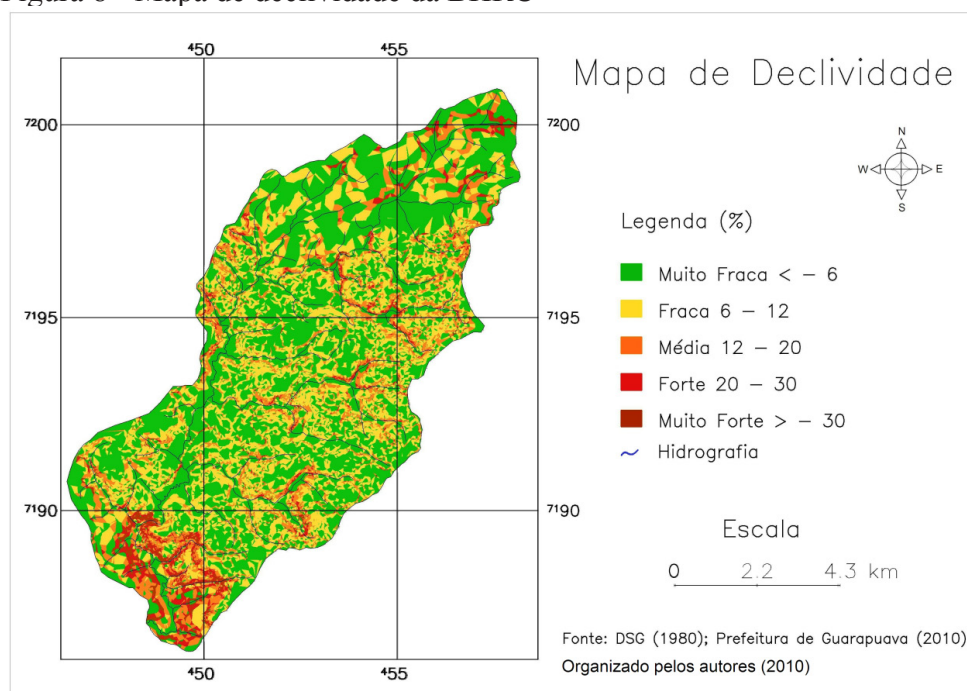 Mapa de Declividade
450 455
7200 7200
N
W E
S
Legenda (%)
Muito Fraca < – 6
Fraca 6 – 12
7195 7195
Média 12 – 20
Forte 20 – 30
Muito Forte > – 30
Hidrografia
7190 7190
Escala
0 2.2 4.3 km
Fonte: DSG (1980); Prefeitura de Guarapuava (2010)
450 455
Organizado pelos autores (2010)